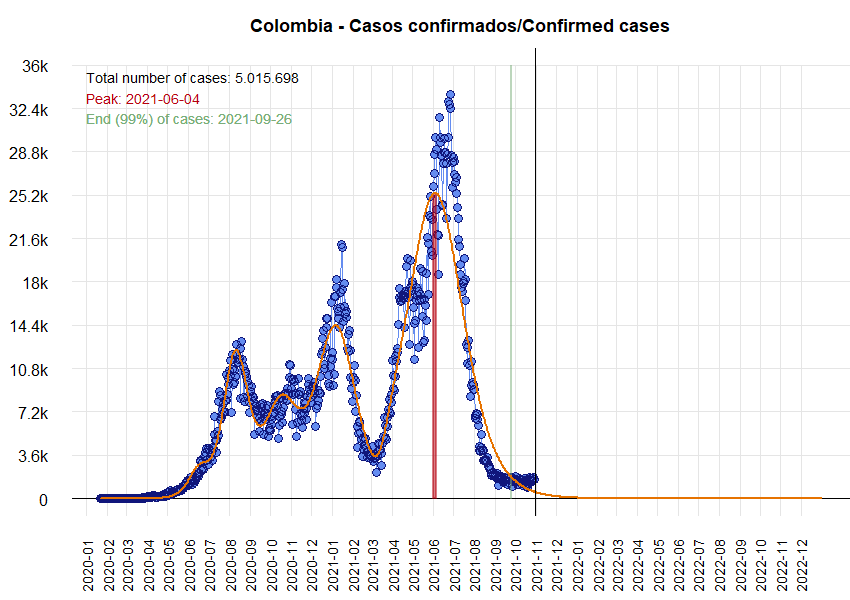 Colombia - Casos confirmados/Confirmed cases
36k
32.4k
28.8k
25.2k
21.6k
18k
14.4k
10.8k
7.2k
3.6k
0
Total number of cases: 5.015.698
Peak: 2021-06-04
End (99%) of cases: 2021-09-26
2020-01
2020-02
2020-03
2020-04
2020-05
2020-06
2020-07
2020-08
2020-09
2020-10
2020-11
2020-12
2021-01
2021-02
2021-03
2021-04
2021-05
2021-06
2021-07
2021-08
2021-09
2021-10
2021-11
2021-12
2022-01
2022-02
2022-03
2022-04
2022-05
2022-06
2022-07
2022-08
2022-09
2022-10
2022-11
2022-12